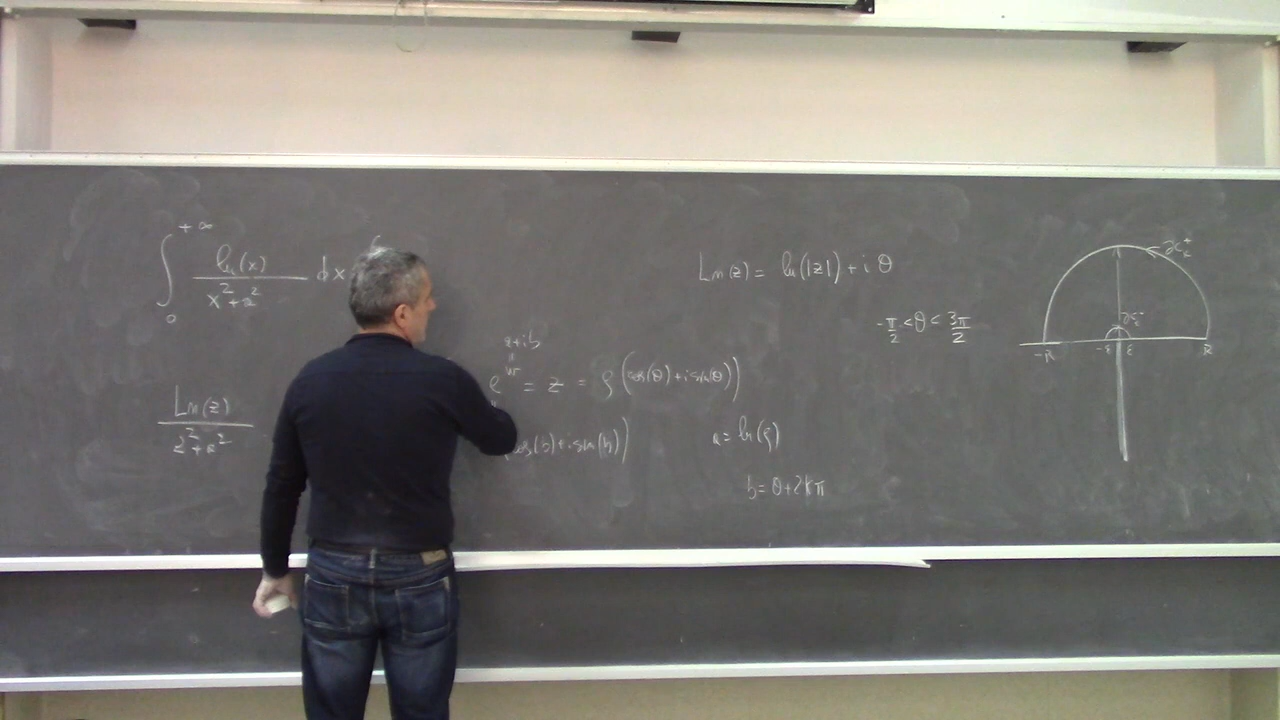 ∫₀^{+∞} ln(x) / (x²+a²) dx
Ln(z) / (z²+a²)
a+ib
||
w
e = z = ρ(cos(θ)+i sin(θ))
||
cos(b)+i sin(b))
a = ln(ρ)
b = θ+2kπ
Ln(z) = ln(|z|)+i θ
-π/2 < θ < 3π/2
-R -ε ε R